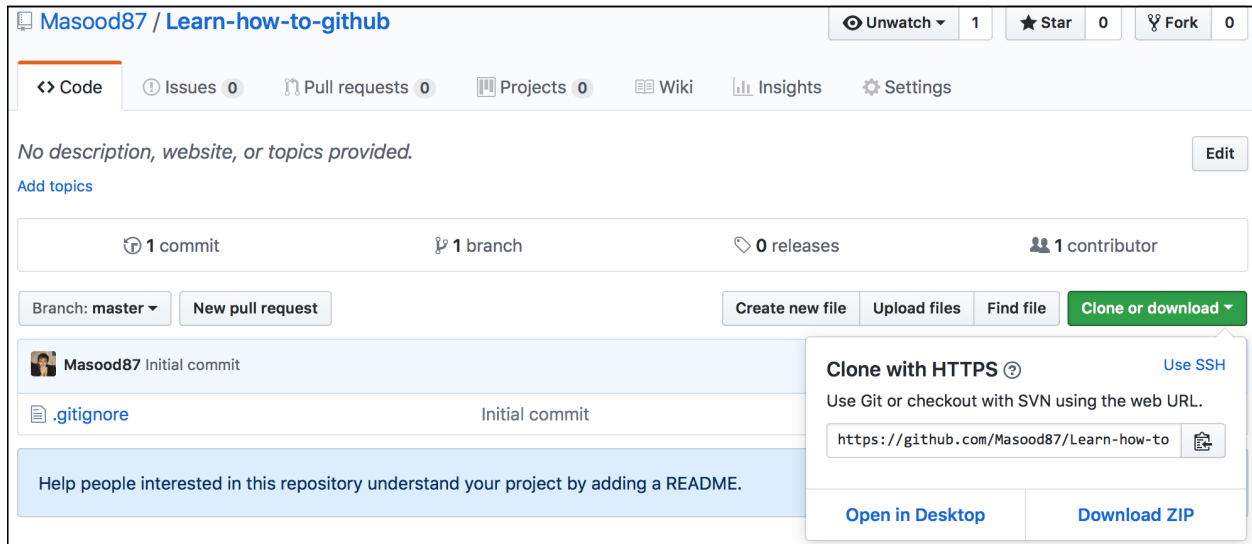 Masood87 / Learn-how-to-github
Unwatch 1 Star 0 Fork 0
Code Issues 0 Pull requests 0 Projects 0 Wiki Insights Settings
No description, website, or topics provided. Edit
Add topics
1 commit 1 branch 0 releases 1 contributor
Branch: master New pull request Create new file Upload files Find file Clone or download
Masood87 Initial commit
.gitignore Initial commit
Help people interested in this repository understand your project by adding a README.
Clone with HTTPS ? Use SSH
Use Git or checkout with SVN using the web URL.
https://github.com/Masood87/Learn-how-to
Open in Desktop Download ZIP